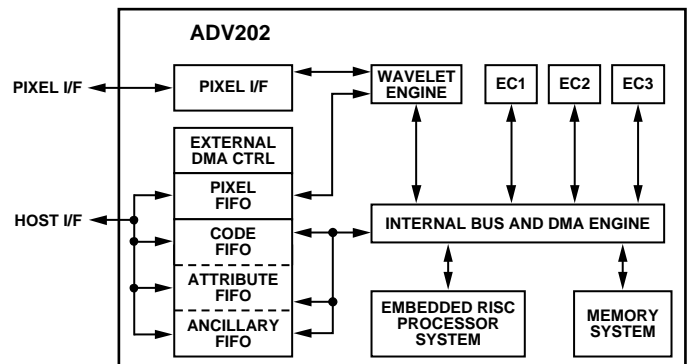 ADV202
PIXEL I/F
PIXEL I/F
WAVELET
ENGINE
EC1
EC2
EC3
EXTERNAL
DMA CTRL
PIXEL
FIFO
HOST I/F
CODE
FIFO
INTERNAL BUS AND DMA ENGINE
ATTRIBUTE
FIFO
ANCILLARY
FIFO
EMBEDDED RISC
PROCESSOR
SYSTEM
MEMORY
SYSTEM